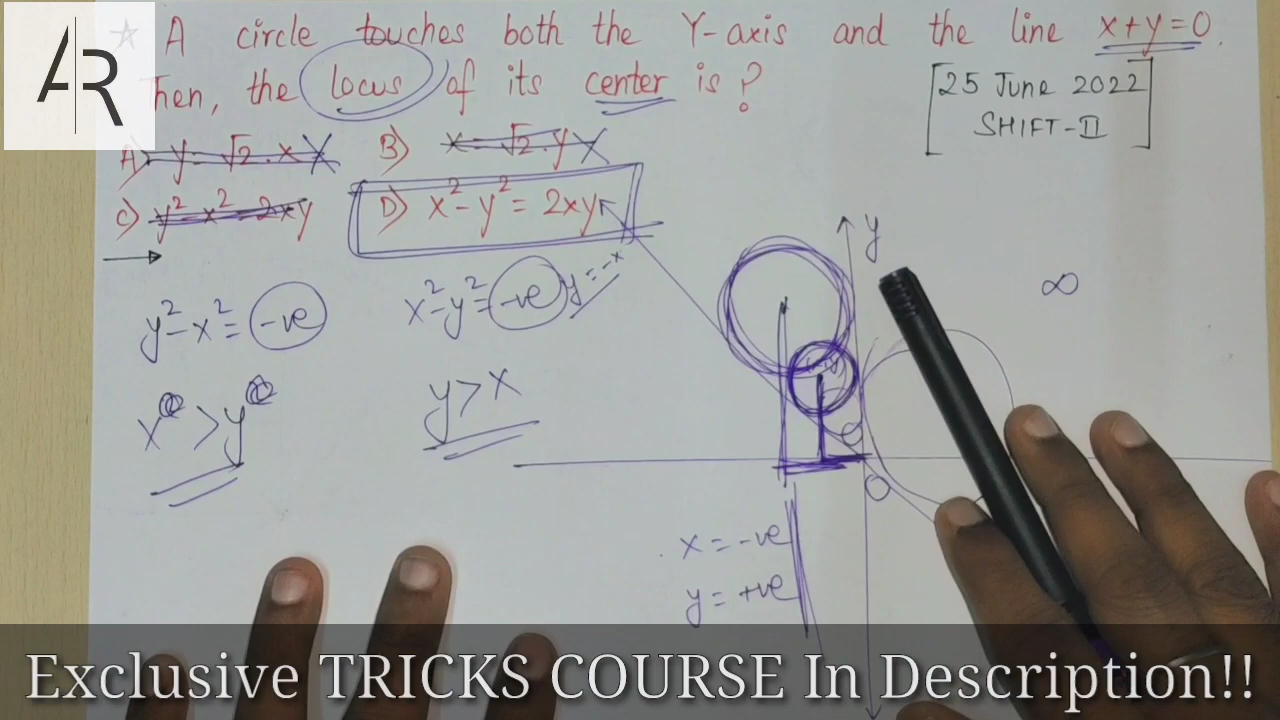 ★ A circle touches both the Y-axis and the line x+y=0.
AR
Then, the locus of its center is?
[25 June 2022
SHIFT-II]
A) y = √2. x X B) x = √2. y X
C) y² - x² = 2xy D) x² - y² = 2xy
y
∞
y² - x² = -ve x² - y² = -ve y = -x
x > y y > x
O
x = -ve
y = +ve
Exclusive TRICKS COURSE In Description!!